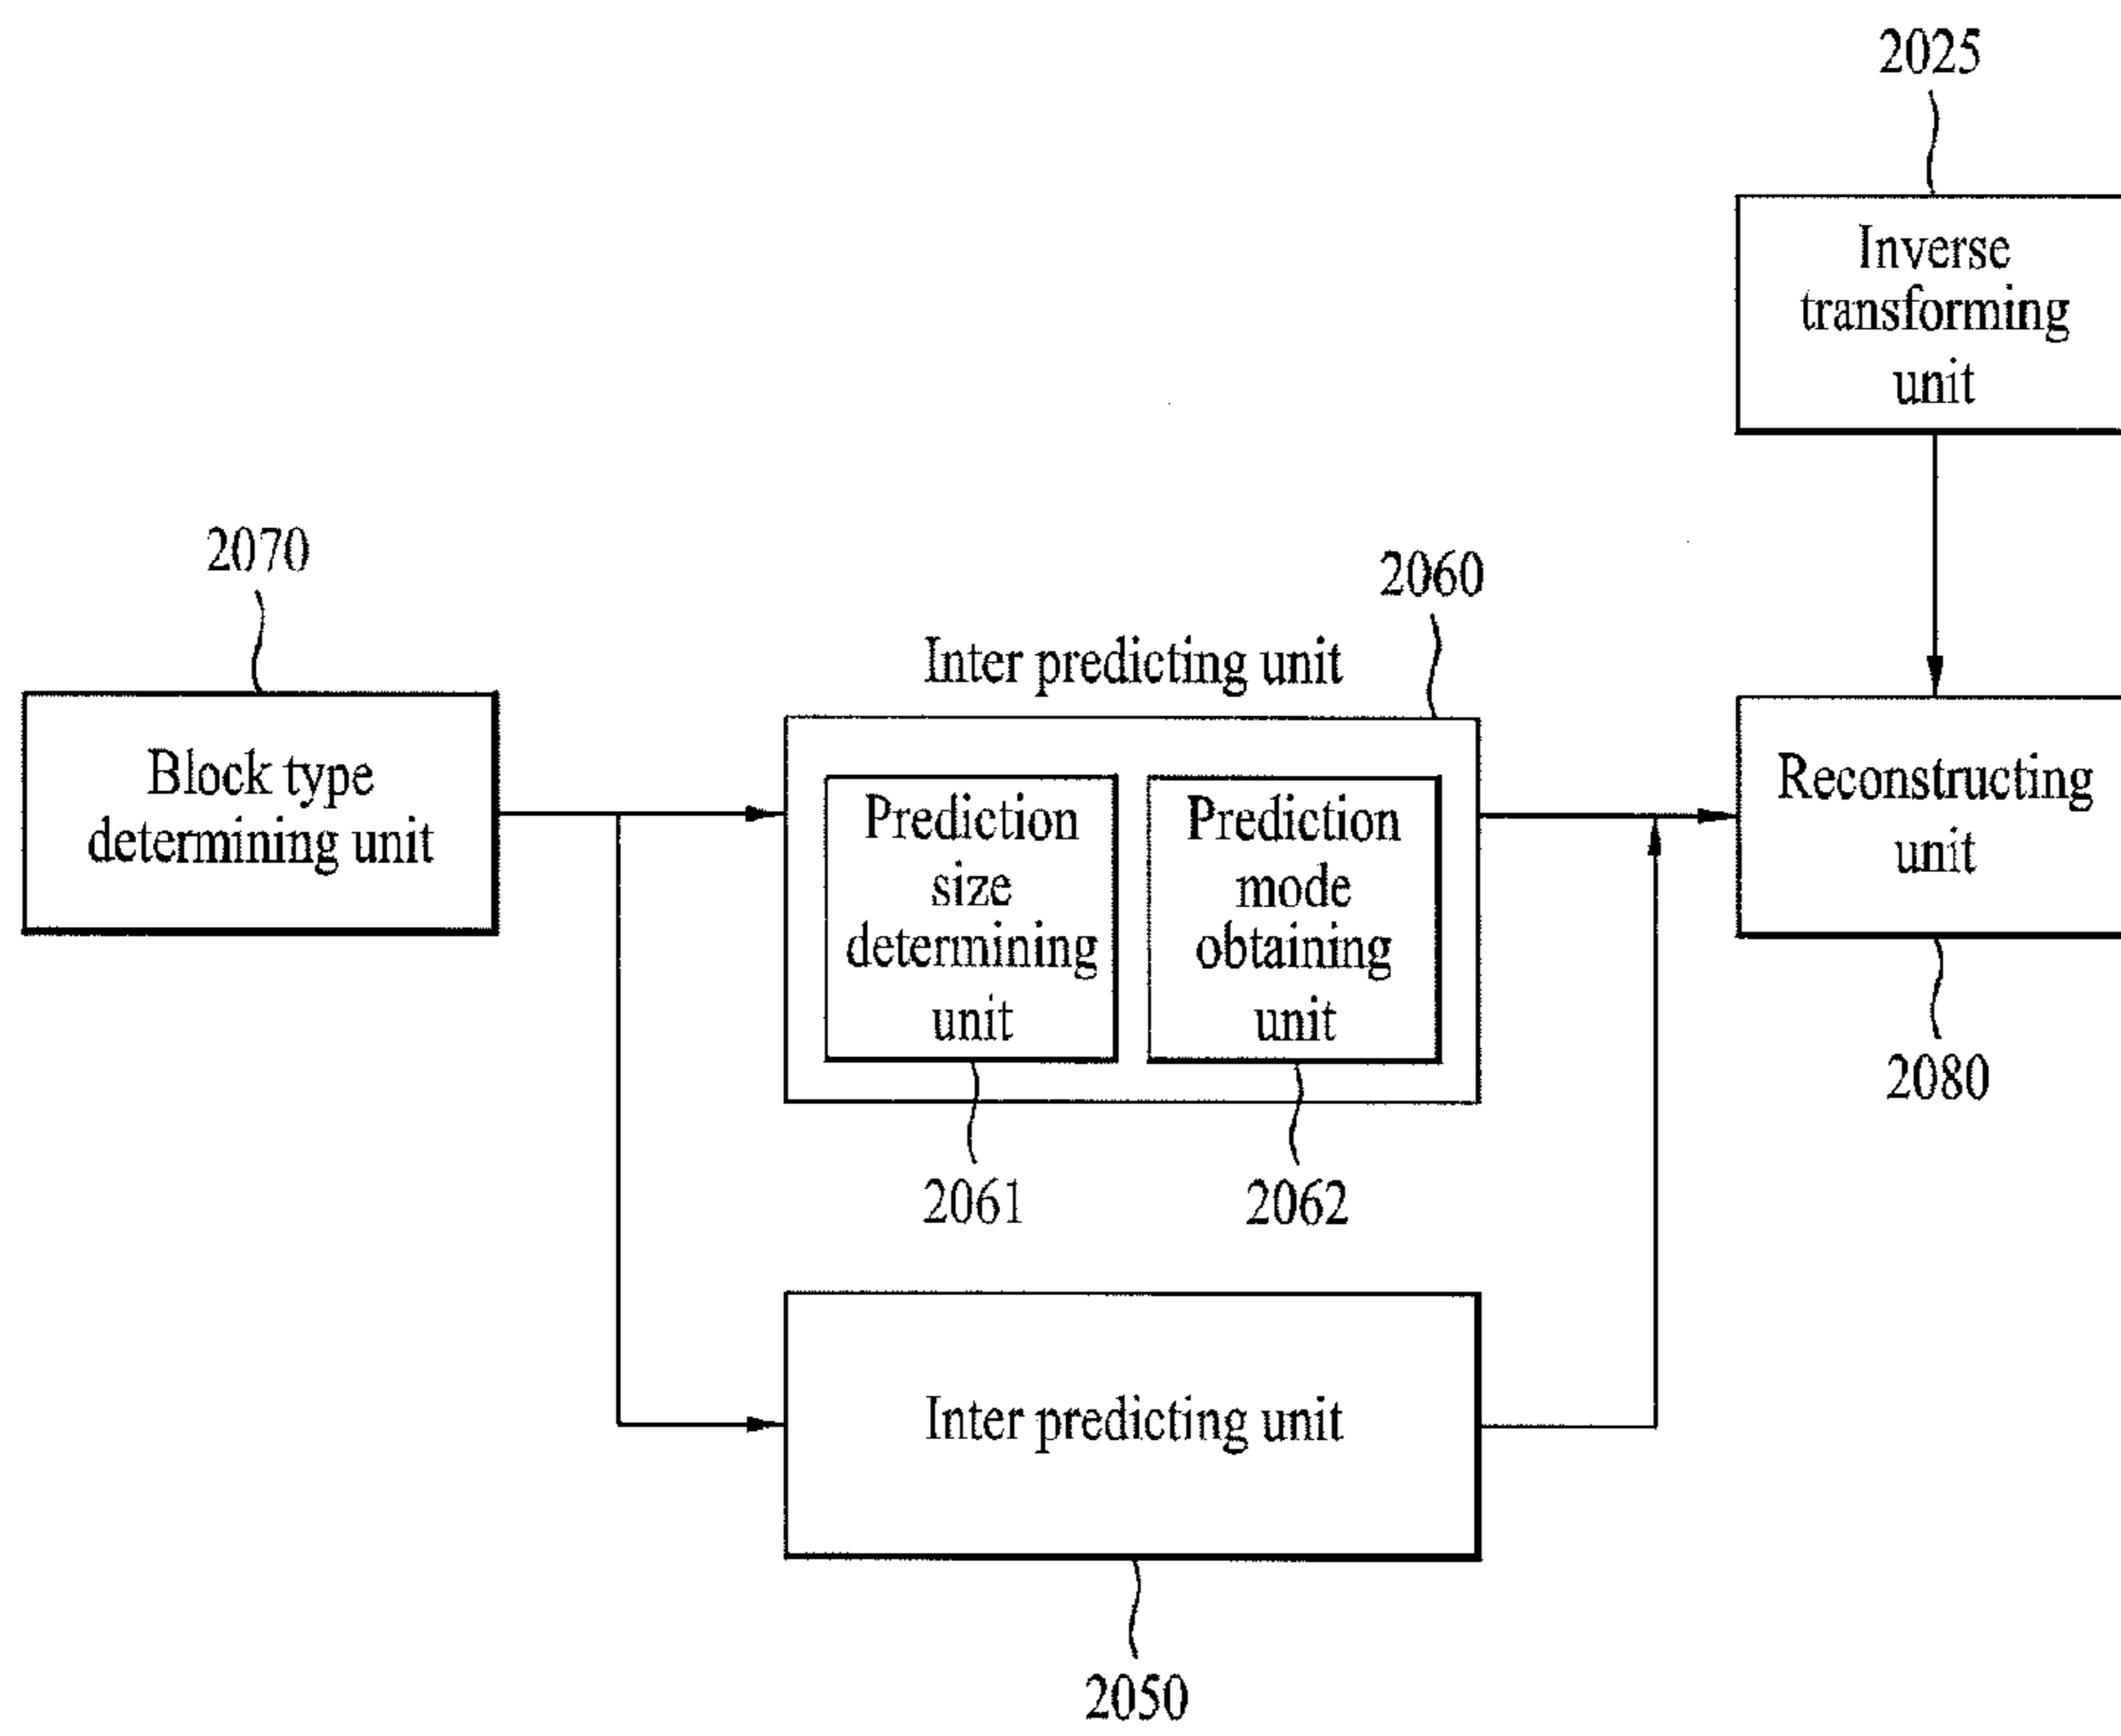 2025
Inverse
transforming
unit
2070
2060
Inter predicting unit
Block type
determining unit
Prediction
size
determining
unit
Prediction
mode
obtaining
unit
Reconstructing
unit
2061
2062
2080
Inter predicting unit
2050